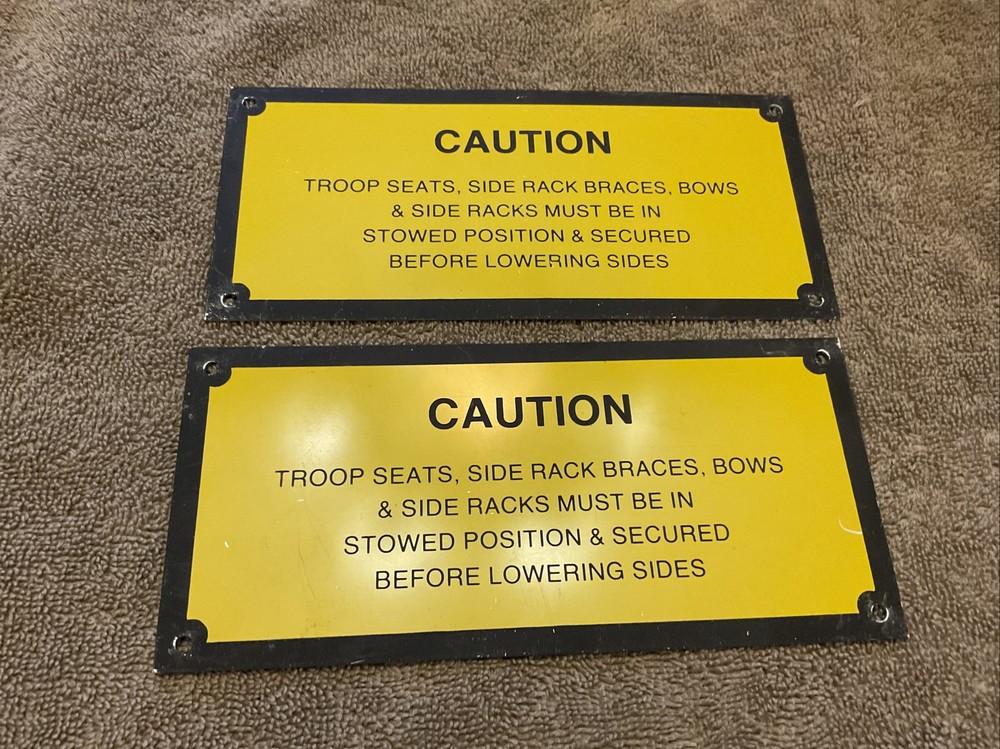 CAUTION
TROOP SEATS, SIDE RACK BRACES, BOWS
& SIDE RACKS MUST BE IN
STOWED POSITION & SECURED
BEFORE LOWERING SIDES
CAUTION
TROOP SEATS, SIDE RACK BRACES, BOWS
& SIDE RACKS MUST BE IN
STOWED POSITION & SECURED
BEFORE LOWERING SIDES